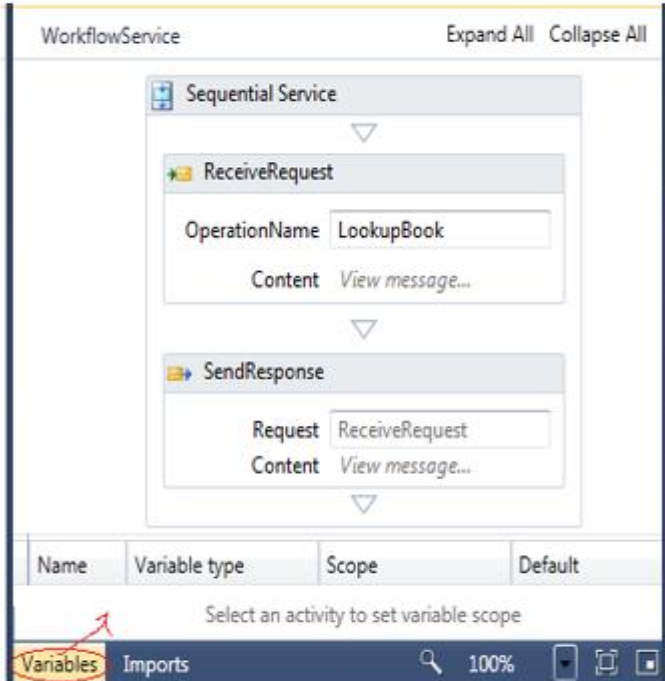 WorkflowService Expand All Collapse All
Sequential Service
ReceiveRequest
OperationName LookupBook
Content View message...
SendResponse
Request ReceiveRequest
Content View message...
Name Variable type Scope Default
Select an activity to set variable scope
Variables Imports 100%